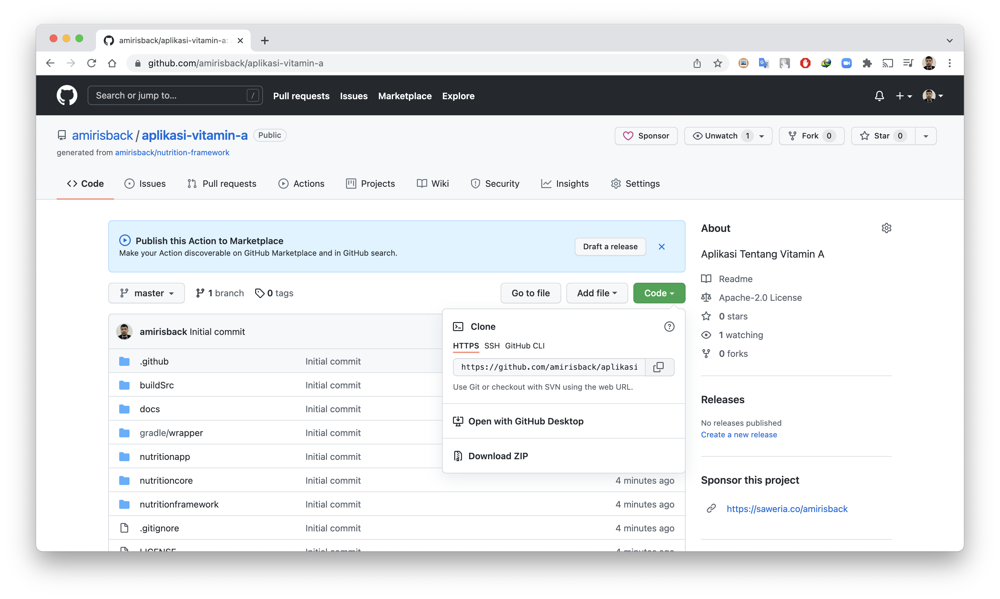 amirisback/aplikasi-vitamin-a:
github.com/amirisback/aplikasi-vitamin-a
Search or jump to... /
Pull requests Issues Marketplace Explore
amirisback / aplikasi-vitamin-a Public
Sponsor Unwatch 1 Fork 0 Star 0
generated from amirisback/nutrition-framework
Code Issues Pull requests Actions Projects Wiki Security Insights Settings
Publish this Action to Marketplace
Make your Action discoverable on GitHub Marketplace and in GitHub search.
Draft a release
master 1 branch 0 tags
Go to file Add file Code
amirisback Initial commit
.github Initial commit
buildSrc Initial commit
docs Initial commit
gradle/wrapper Initial commit
nutritionapp Initial commit
nutritioncore Initial commit 4 minutes ago
nutritionframework Initial commit 4 minutes ago
.gitignore Initial commit 4 minutes ago
LICENSE Initial commit 4 minutes ago
Clone
HTTPS SSH GitHub CLI
https://github.com/amirisback/aplikasi
Use Git or checkout with SVN using the web URL.
Open with GitHub Desktop
Download ZIP
About
Aplikasi Tentang Vitamin A
Readme
Apache-2.0 License
0 stars
1 watching
0 forks
Releases
No releases published
Create a new release
Sponsor this project
https://saweria.co/amirisback